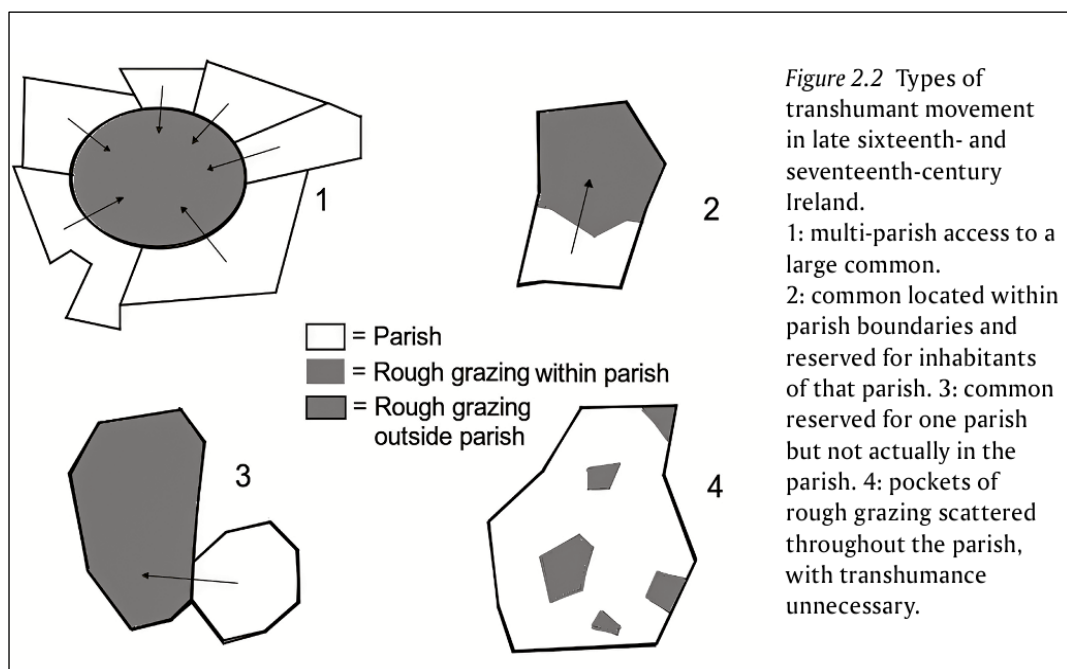 1
2
= Parish
= Rough grazing within parish
= Rough grazing
outside parish
3
4
Figure 2.2 Types of
transhumant movement
in late sixteenth- and
seventeenth-century
Ireland.
1: multi-parish access to a
large common.
2: common located within
parish boundaries and
reserved for inhabitants
of that parish. 3: common
reserved for one parish
but not actually in the
parish. 4: pockets of
rough grazing scattered
throughout the parish,
with transhumance
unnecessary.